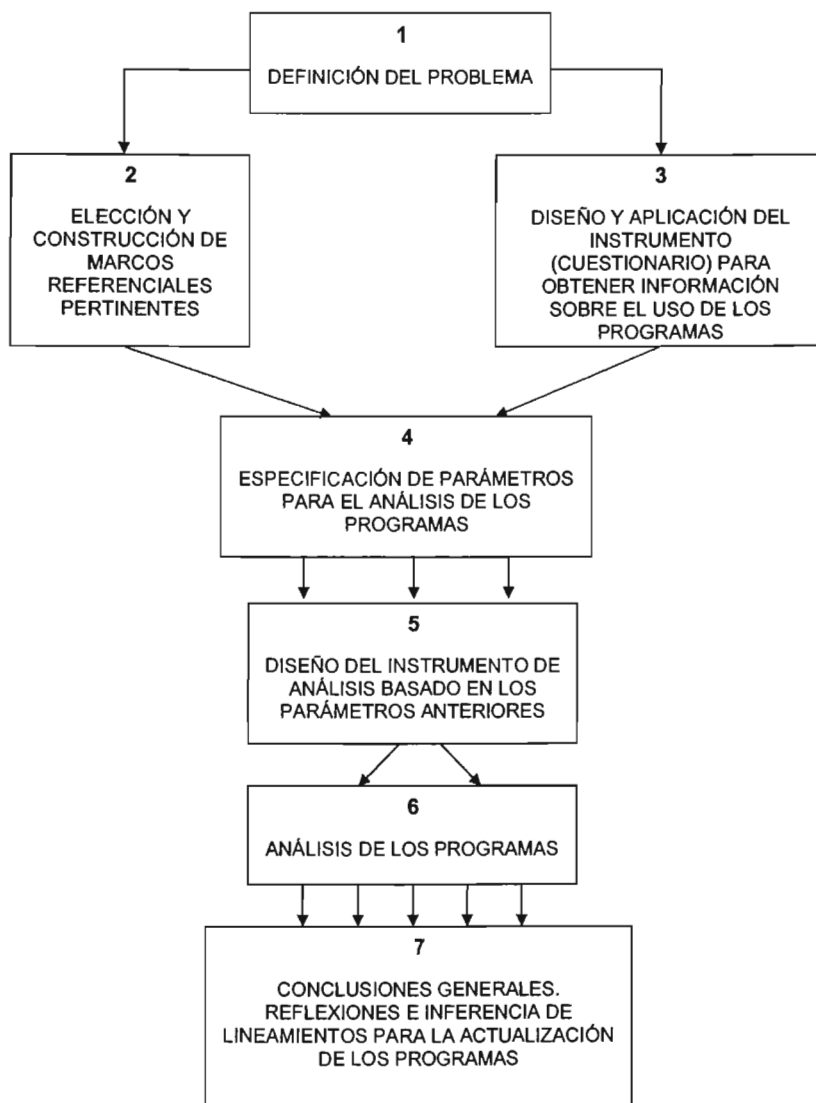 1
DEFINICIÓN DEL PROBLEMA
2
ELECCIÓN Y
CONSTRUCCIÓN DE
MARCOS
REFERENCIALES
PERTINENTES
3
DISEÑO Y APLICACIÓN DEL
INSTRUMENTO
(CUESTIONARIO) PARA
OBTENER INFORMACIÓN
SOBRE EL USO DE LOS
PROGRAMAS
4
ESPECIFICACIÓN DE PARÁMETROS
PARA EL ANÁLISIS DE LOS
PROGRAMAS
5
DISEÑO DEL INSTRUMENTO DE
ANÁLISIS BASADO EN LOS
PARÁMETROS ANTERIORES
6
ANÁLISIS DE LOS PROGRAMAS
7
CONCLUSIONES GENERALES.
REFLEXIONES E INFERENCIA DE
LINEAMIENTOS PARA LA ACTUALIZACIÓN
DE LOS PROGRAMAS